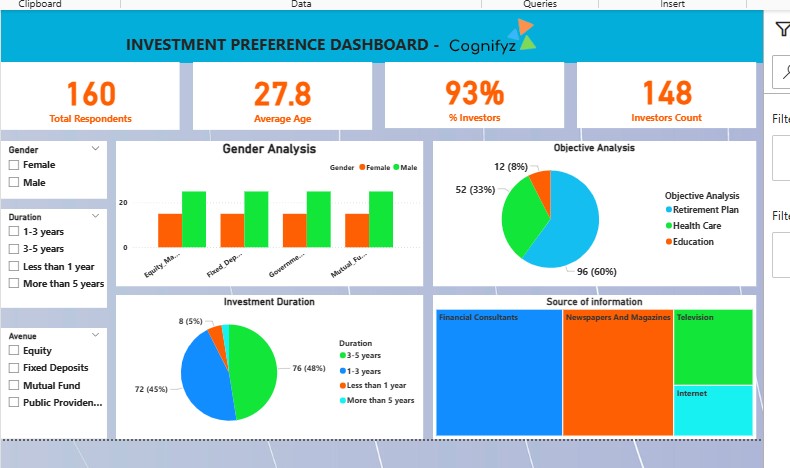 Clipboard
Data
Queries
Insert
INVESTMENT PREFERENCE DASHBOARD - Cognifyz
160
Total Respondents
27.8
Average Age
93%
% Investors
148
Investors Count
Gender
Female
Male
Duration
1-3 years
3-5 years
Less than 1 year
More than 5 years
Avenue
Equity
Fixed Deposits
Mutual Fund
Public Providen...
Gender Analysis
Gender Female Male
20
0
Equity_Ma...
Fixed_Dep...
Governme...
Mutual_Fu...
Objective Analysis
12 (8%)
52 (33%)
96 (60%)
Objective Analysis
Retirement Plan
Health Care
Education
Investment Duration
8 (5%)
76 (48%)
72 (45%)
Duration
3-5 years
1-3 years
Less than 1 year
More than 5 years
Source of information
Financial Consultants
Newspapers And Magazines
Television
Internet